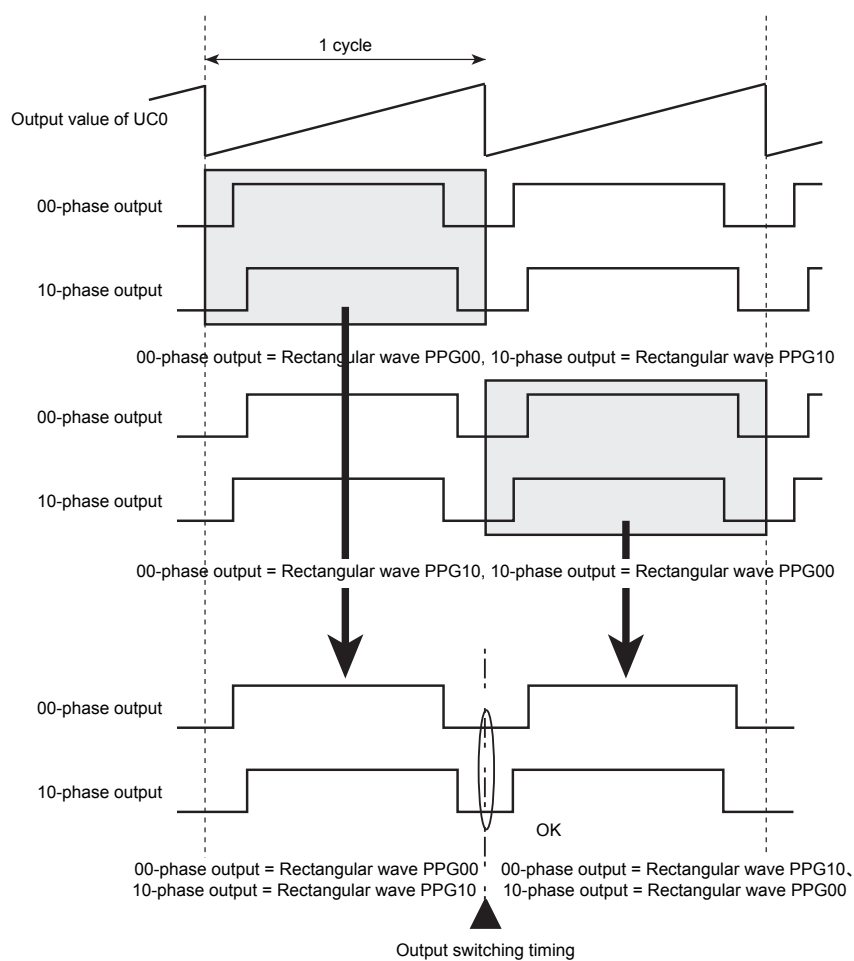 1 cycle
Output value of UC0
00-phase output
10-phase output
00-phase output = Rectangular wave PPG00, 10-phase output = Rectangular wave PPG10
00-phase output
10-phase output
00-phase output = Rectangular wave PPG10, 10-phase output = Rectangular wave PPG00
00-phase output
10-phase output
OK
00-phase output = Rectangular wave PPG00
10-phase output = Rectangular wave PPG10
00-phase output = Rectangular wave PPG10、
10-phase output = Rectangular wave PPG00
Output switching timing